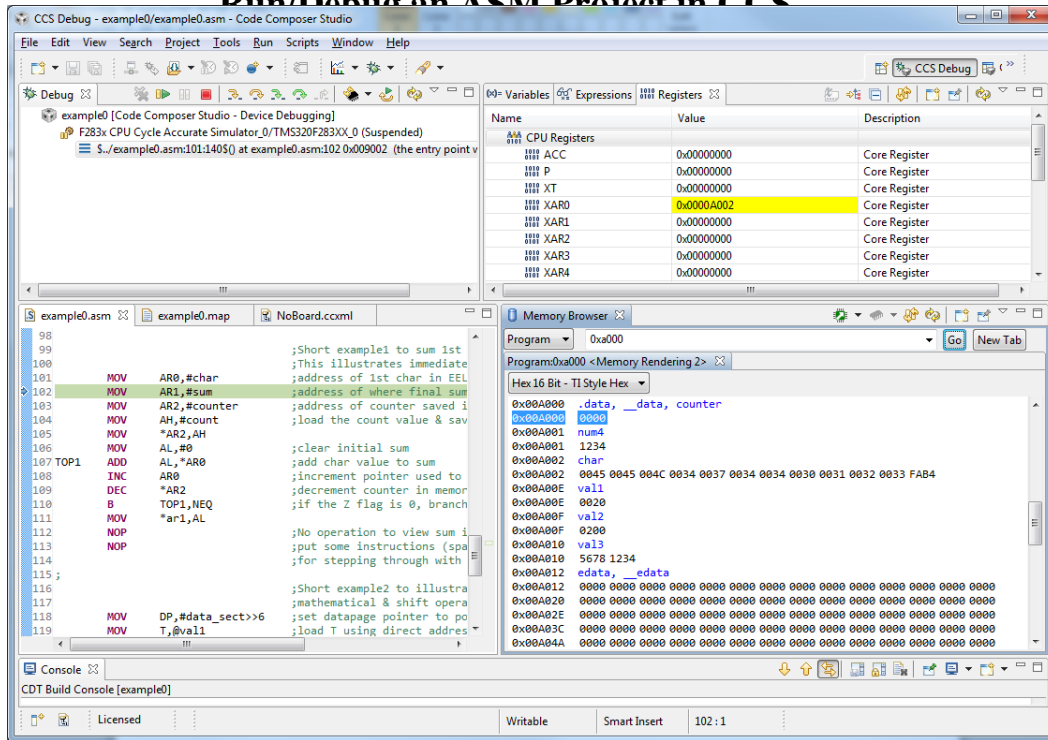 Run/Debug an ASM Project in CCS
CCS Debug - example0/example0.asm - Code Composer Studio
File Edit View Search Project Tools Run Scripts Window Help
CCS Debug
Debug
example0 [Code Composer Studio - Device Debugging]
F283x CPU Cycle Accurate Simulator_0/TMS320F283XX_0 (Suspended)
$../example0.asm:101:140$() at example0.asm:102 0x009002 (the entry point v
(x)= Variables Expressions Registers
Name Value Description
CPU Registers
ACC 0x00000000 Core Register
P 0x00000000 Core Register
XT 0x00000000 Core Register
XAR0 0x0000A002 Core Register
XAR1 0x00000000 Core Register
XAR2 0x00000000 Core Register
XAR3 0x00000000 Core Register
XAR4 0x00000000 Core Register
example0.asm example0.map NoBoard.ccxml
98
99 ;Short example1 to sum 1st
100 ;This illustrates immediate
101 MOV AR0,#char ;address of 1st char in EEL
102 MOV AR1,#sum ;address of where final sum
103 MOV AR2,#counter ;address of counter saved i
104 MOV AH,#count ;load the count value & sav
105 MOV *AR2,AH
106 MOV AL,#0 ;clear initial sum
107 TOP1 ADD AL,*AR0 ;add char value to sum
108 INC AR0 ;increment pointer used to
109 DEC *AR2 ;decrement counter in memor
110 B TOP1,NEQ ;if the Z flag is 0, branch
111 MOV *ar1,AL
112 NOP ;No operation to view sum i
113 NOP ;put some instructions (spa
114 ;for stepping through with
115 ;
116 ;Short example2 to illustra
117 ;mathematical & shift opera
118 MOV DP,#data_sect>>6 ;set datapage pointer to po
119 MOV T,@val1 ;load T using direct addres
Memory Browser
Program 0xa000 Go New Tab
Program:0xa000 <Memory Rendering 2>
Hex 16 Bit - TI Style Hex
0x00A000 .data, __data, counter
0x00A000 0000
0x00A001 num4
0x00A001 1234
0x00A002 char
0x00A002 0045 0045 004C 0034 0037 0034 0034 0030 0031 0032 0033 FAB4
0x00A00E val1
0x00A00E 0020
0x00A00F val2
0x00A00F 0200
0x00A010 val3
0x00A010 5678 1234
0x00A012 edata, __edata
0x00A012 0000 0000 0000 0000 0000 0000 0000 0000 0000 0000 0000 0000 0000 0000
0x00A020 0000 0000 0000 0000 0000 0000 0000 0000 0000 0000 0000 0000 0000 0000
0x00A02E 0000 0000 0000 0000 0000 0000 0000 0000 0000 0000 0000 0000 0000 0000
0x00A03C 0000 0000 0000 0000 0000 0000 0000 0000 0000 0000 0000 0000 0000 0000
0x00A04A 0000 0000 0000 0000 0000 0000 0000 0000 0000 0000 0000 0000 0000 0000
Console
CDT Build Console [example0]
Licensed Writable Smart Insert 102 : 1